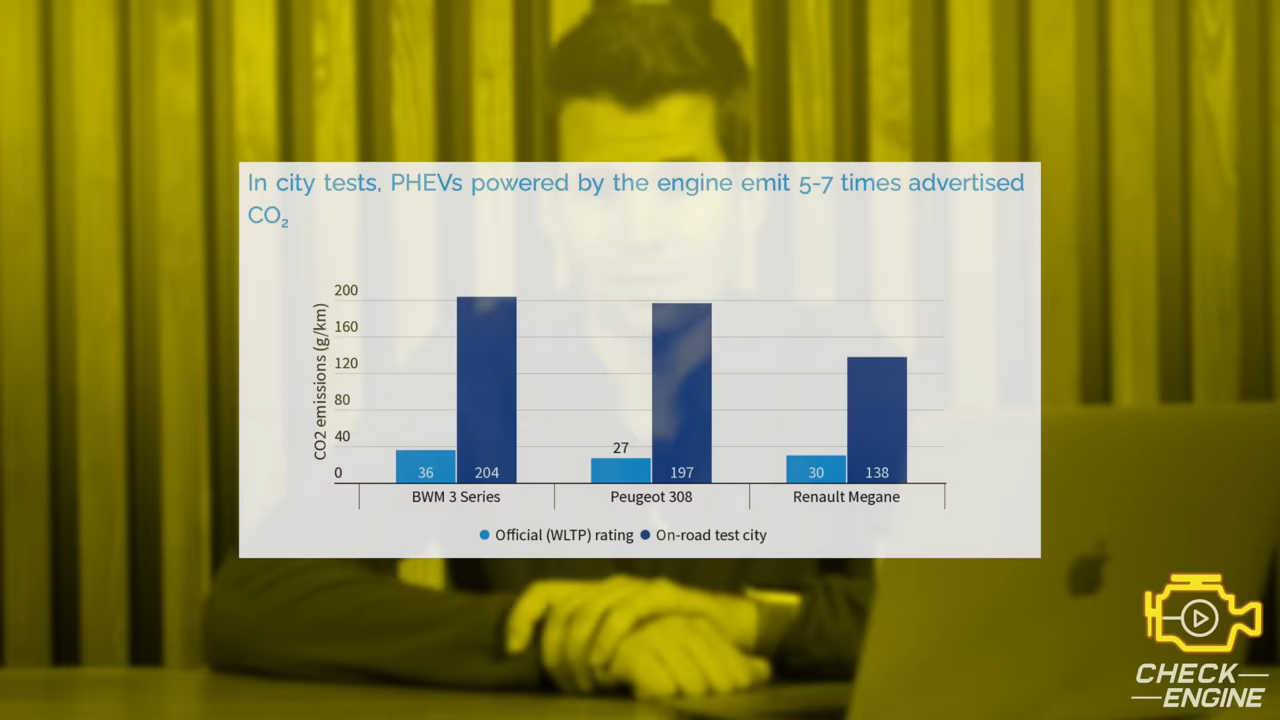 In city tests, PHEVs powered by the engine emit 5-7 times advertised
CO₂
CO2 emissions (g/km)
200
160
120
80
40
0
36
204
27
197
30
138
BWM 3 Series
Peugeot 308
Renault Megane
Official (WLTP) rating
On-road test city
CHECK
ENGINE